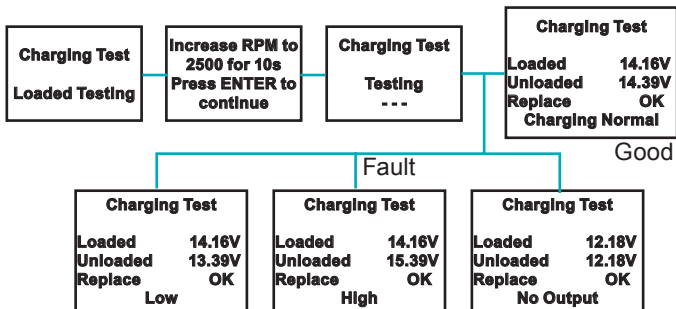 Charging Test
Loaded Testing
Increase RPM to
2500 for 10s
Press ENTER to
continue
Charging Test
Testing
- - -
Charging Test
Loaded 14.16V
Unloaded 14.39V
Replace OK
Charging Normal
Good
Fault
Charging Test
Loaded 14.16V
Unloaded 13.39V
Replace OK
Low
Charging Test
Loaded 14.16V
Unloaded 15.39V
Replace OK
High
Charging Test
Loaded 12.18V
Unloaded 12.18V
Replace OK
No Output